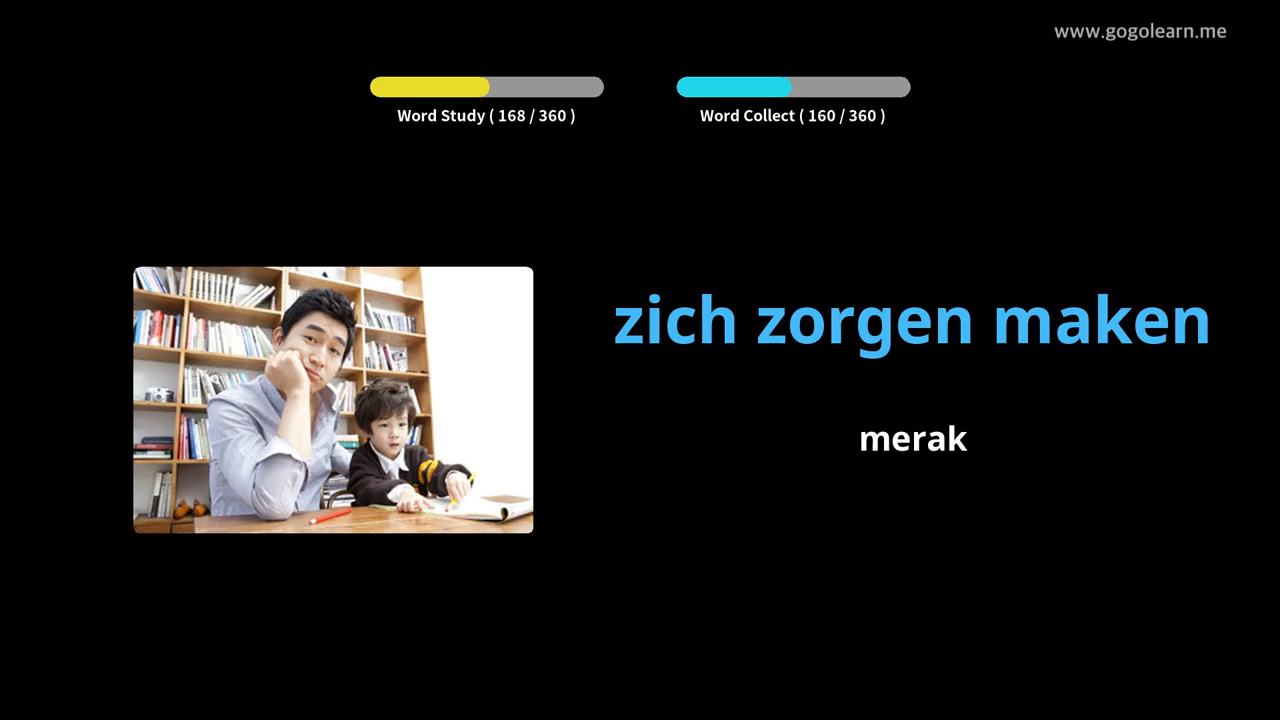 www.gogolearn.me
Word Study ( 168 / 360 )
Word Collect ( 160 / 360 )
zich zorgen maken
merak